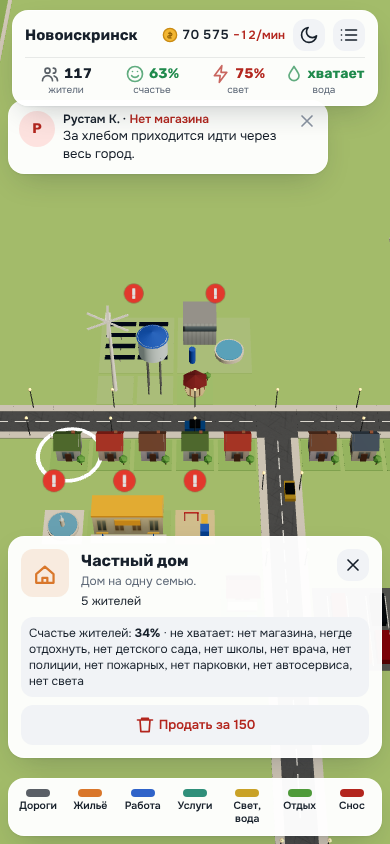 Новоискринск
70 575 −12/мин
117
63%
75%
хватает
жители
счастье
свет
вода
Р
Рустам К. · Нет магазина
За хлебом приходится идти через
весь город.
Частный дом
Дом на одну семью.
5 жителей
Счастье жителей: 34% · не хватает: нет магазина, негде
отдохнуть, нет детского сада, нет школы, нет врача, нет
полиции, нет пожарных, нет парковки, нет автосервиса,
нет света
Продать за 150
Дороги
Жильё
Работа
Услуги
Свет,
вода
Отдых
Снос